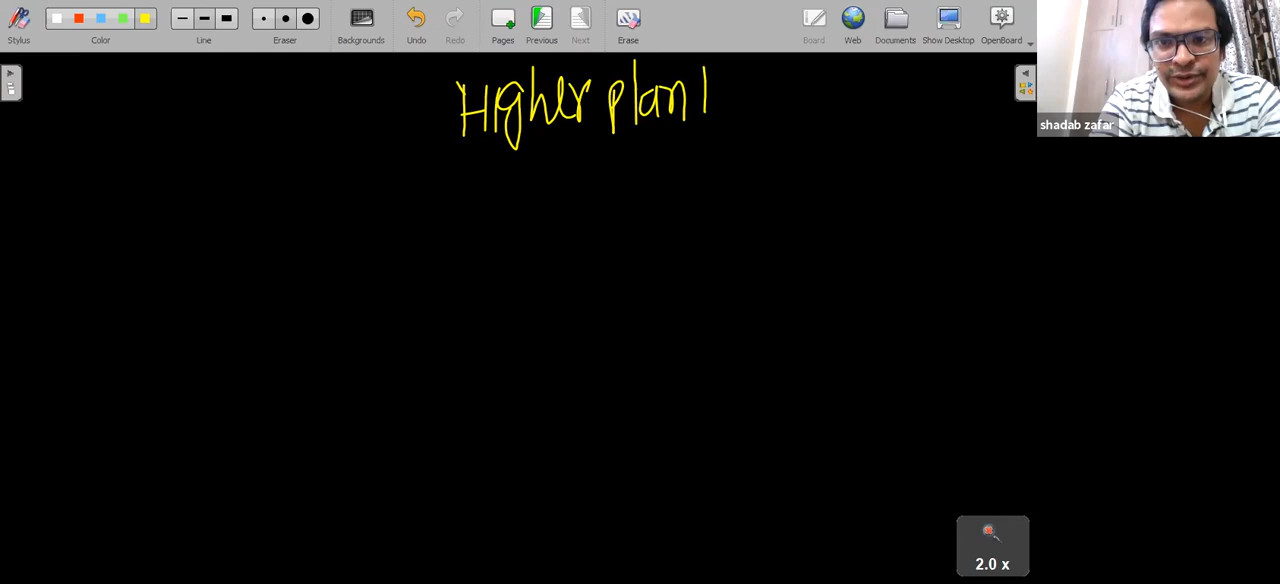 Stylus
Color
Line
Eraser
Backgrounds
Undo
Redo
Pages
Previous
Next
Erase
Board
Web
Documents
Show Desktop
OpenBoard
shadab zafar
Higher plan
2.0 x